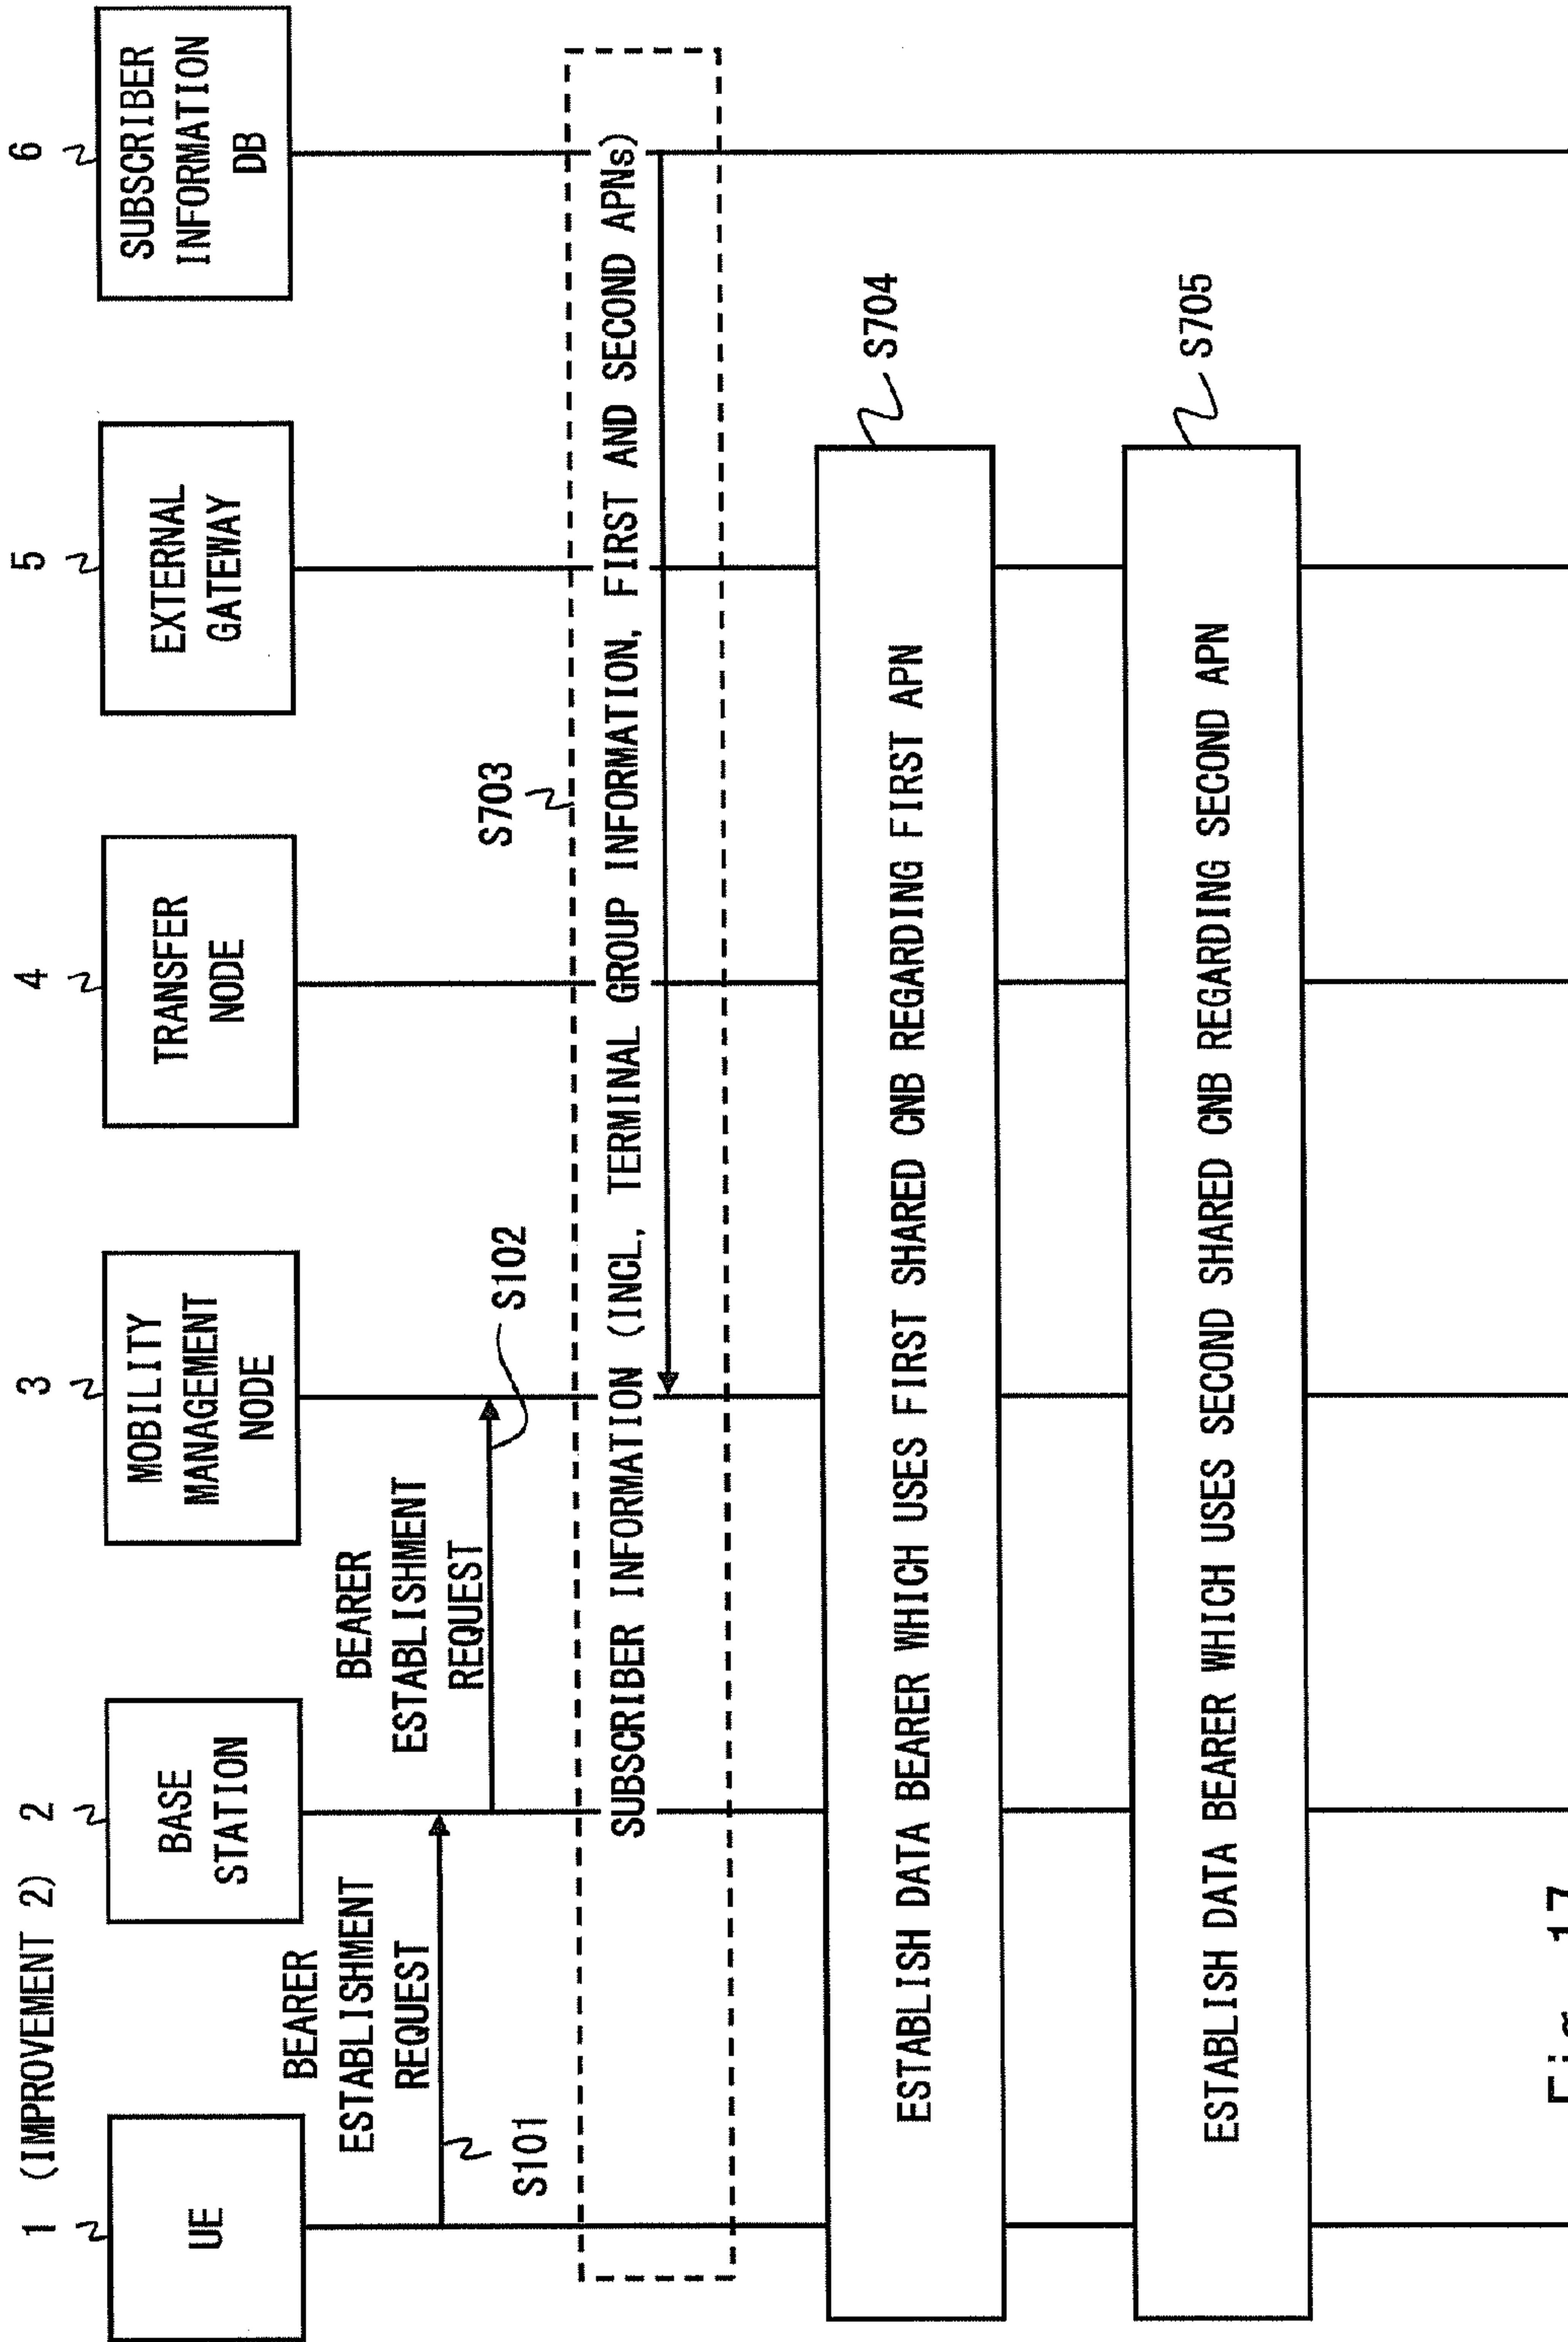 1 (IMPROVEMENT 2)
2
3
4
5
6
UE
BASE
STATION
MOBILITY
MANAGEMENT
NODE
TRANSFER
NODE
EXTERNAL
GATEWAY
SUBSCRIBER
INFORMATION
DB
BEARER
ESTABLISHMENT
REQUEST
S101
BEARER
ESTABLISHMENT
REQUEST
S102
S703
SUBSCRIBER INFORMATION (INCL, TERMINAL GROUP INFORMATION, FIRST AND SECOND APNs)
S704
ESTABLISH DATA BEARER WHICH USES FIRST SHARED CNB REGARDING FIRST APN
S705
ESTABLISH DATA BEARER WHICH USES SECOND SHARED CNB REGARDING SECOND APN
Fig. 17